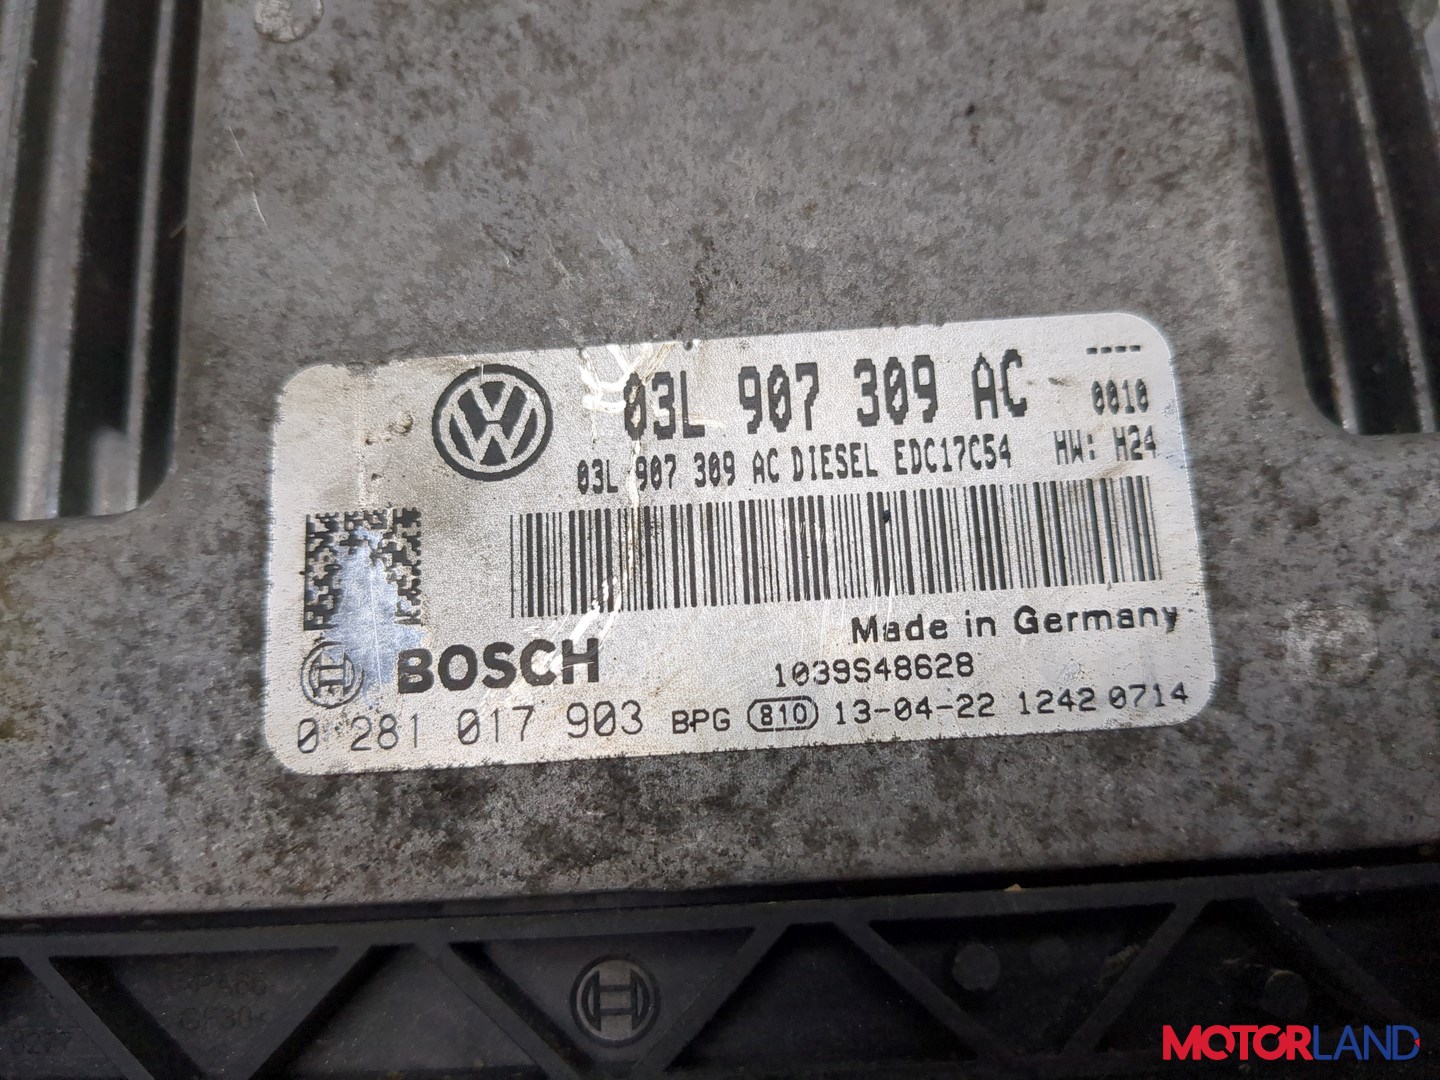 03L 907 309 AC
----
0010
03L 907 309 AC DIESEL EDC17C54 HW: H24
Made in Germany
BOSCH
1039S48628
0 281 017 903 BPG 810 13-04-22 1242 0714
MOTORLAND